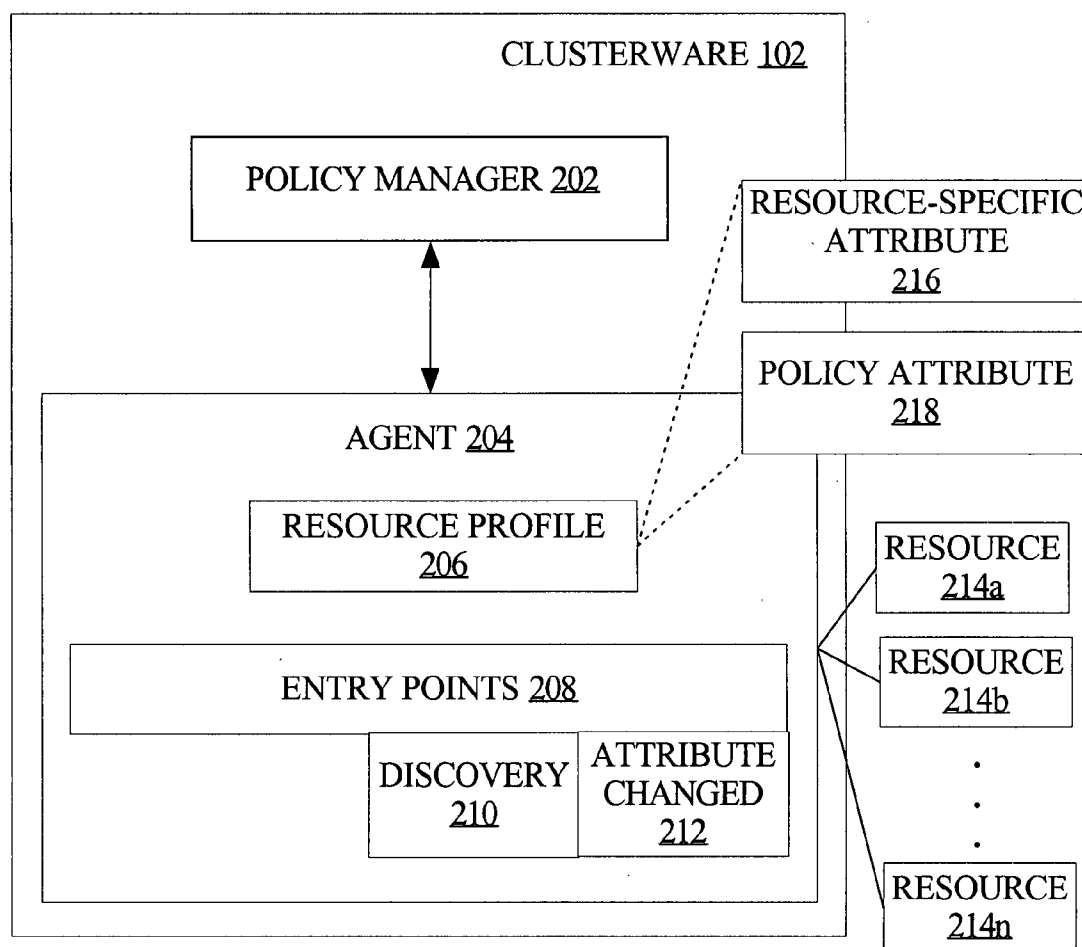 CLUSTERWARE 102
POLICY MANAGER 202
RESOURCE-SPECIFIC
ATTRIBUTE
216
POLICY ATTRIBUTE
218
AGENT 204
RESOURCE PROFILE
206
RESOURCE
214a
RESOURCE
214b
ENTRY POINTS 208
DISCOVERY
210
ATTRIBUTE
CHANGED
212
.
.
.
RESOURCE
214n